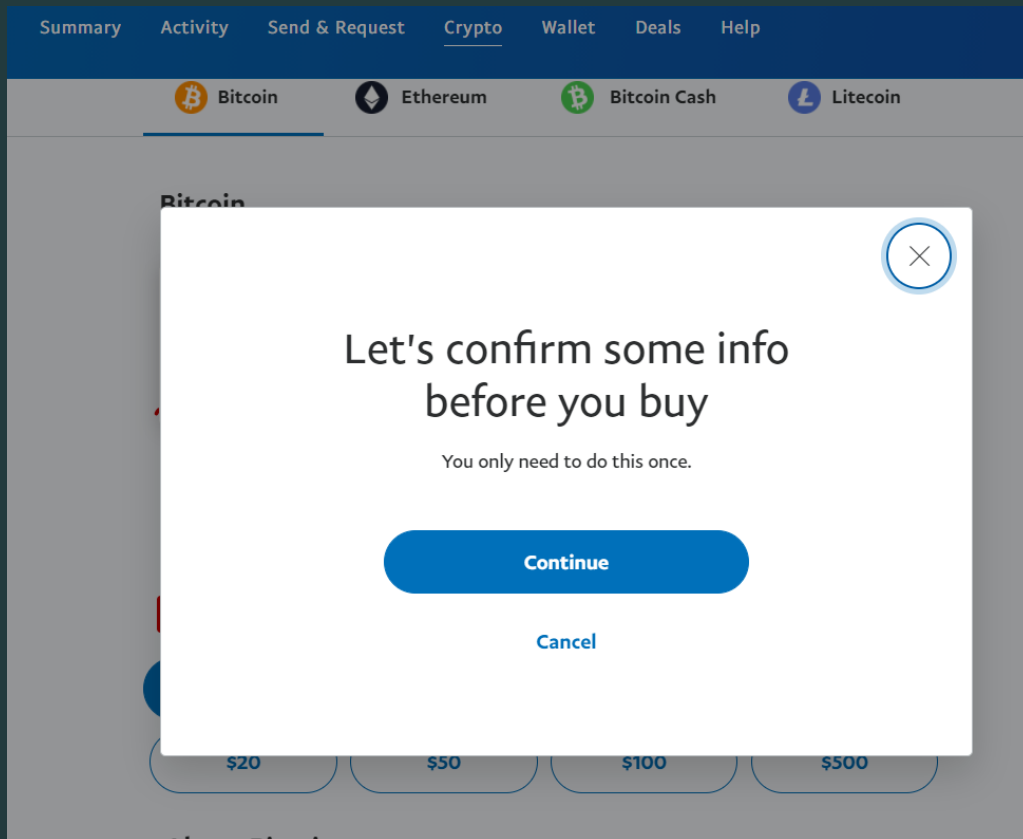 Summary Activity Send & Request Crypto Wallet Deals Help
Bitcoin Ethereum Bitcoin Cash Litecoin
Bitcoin
Let's confirm some info
before you buy
You only need to do this once.
Continue
Cancel
$20 $50 $100 $500